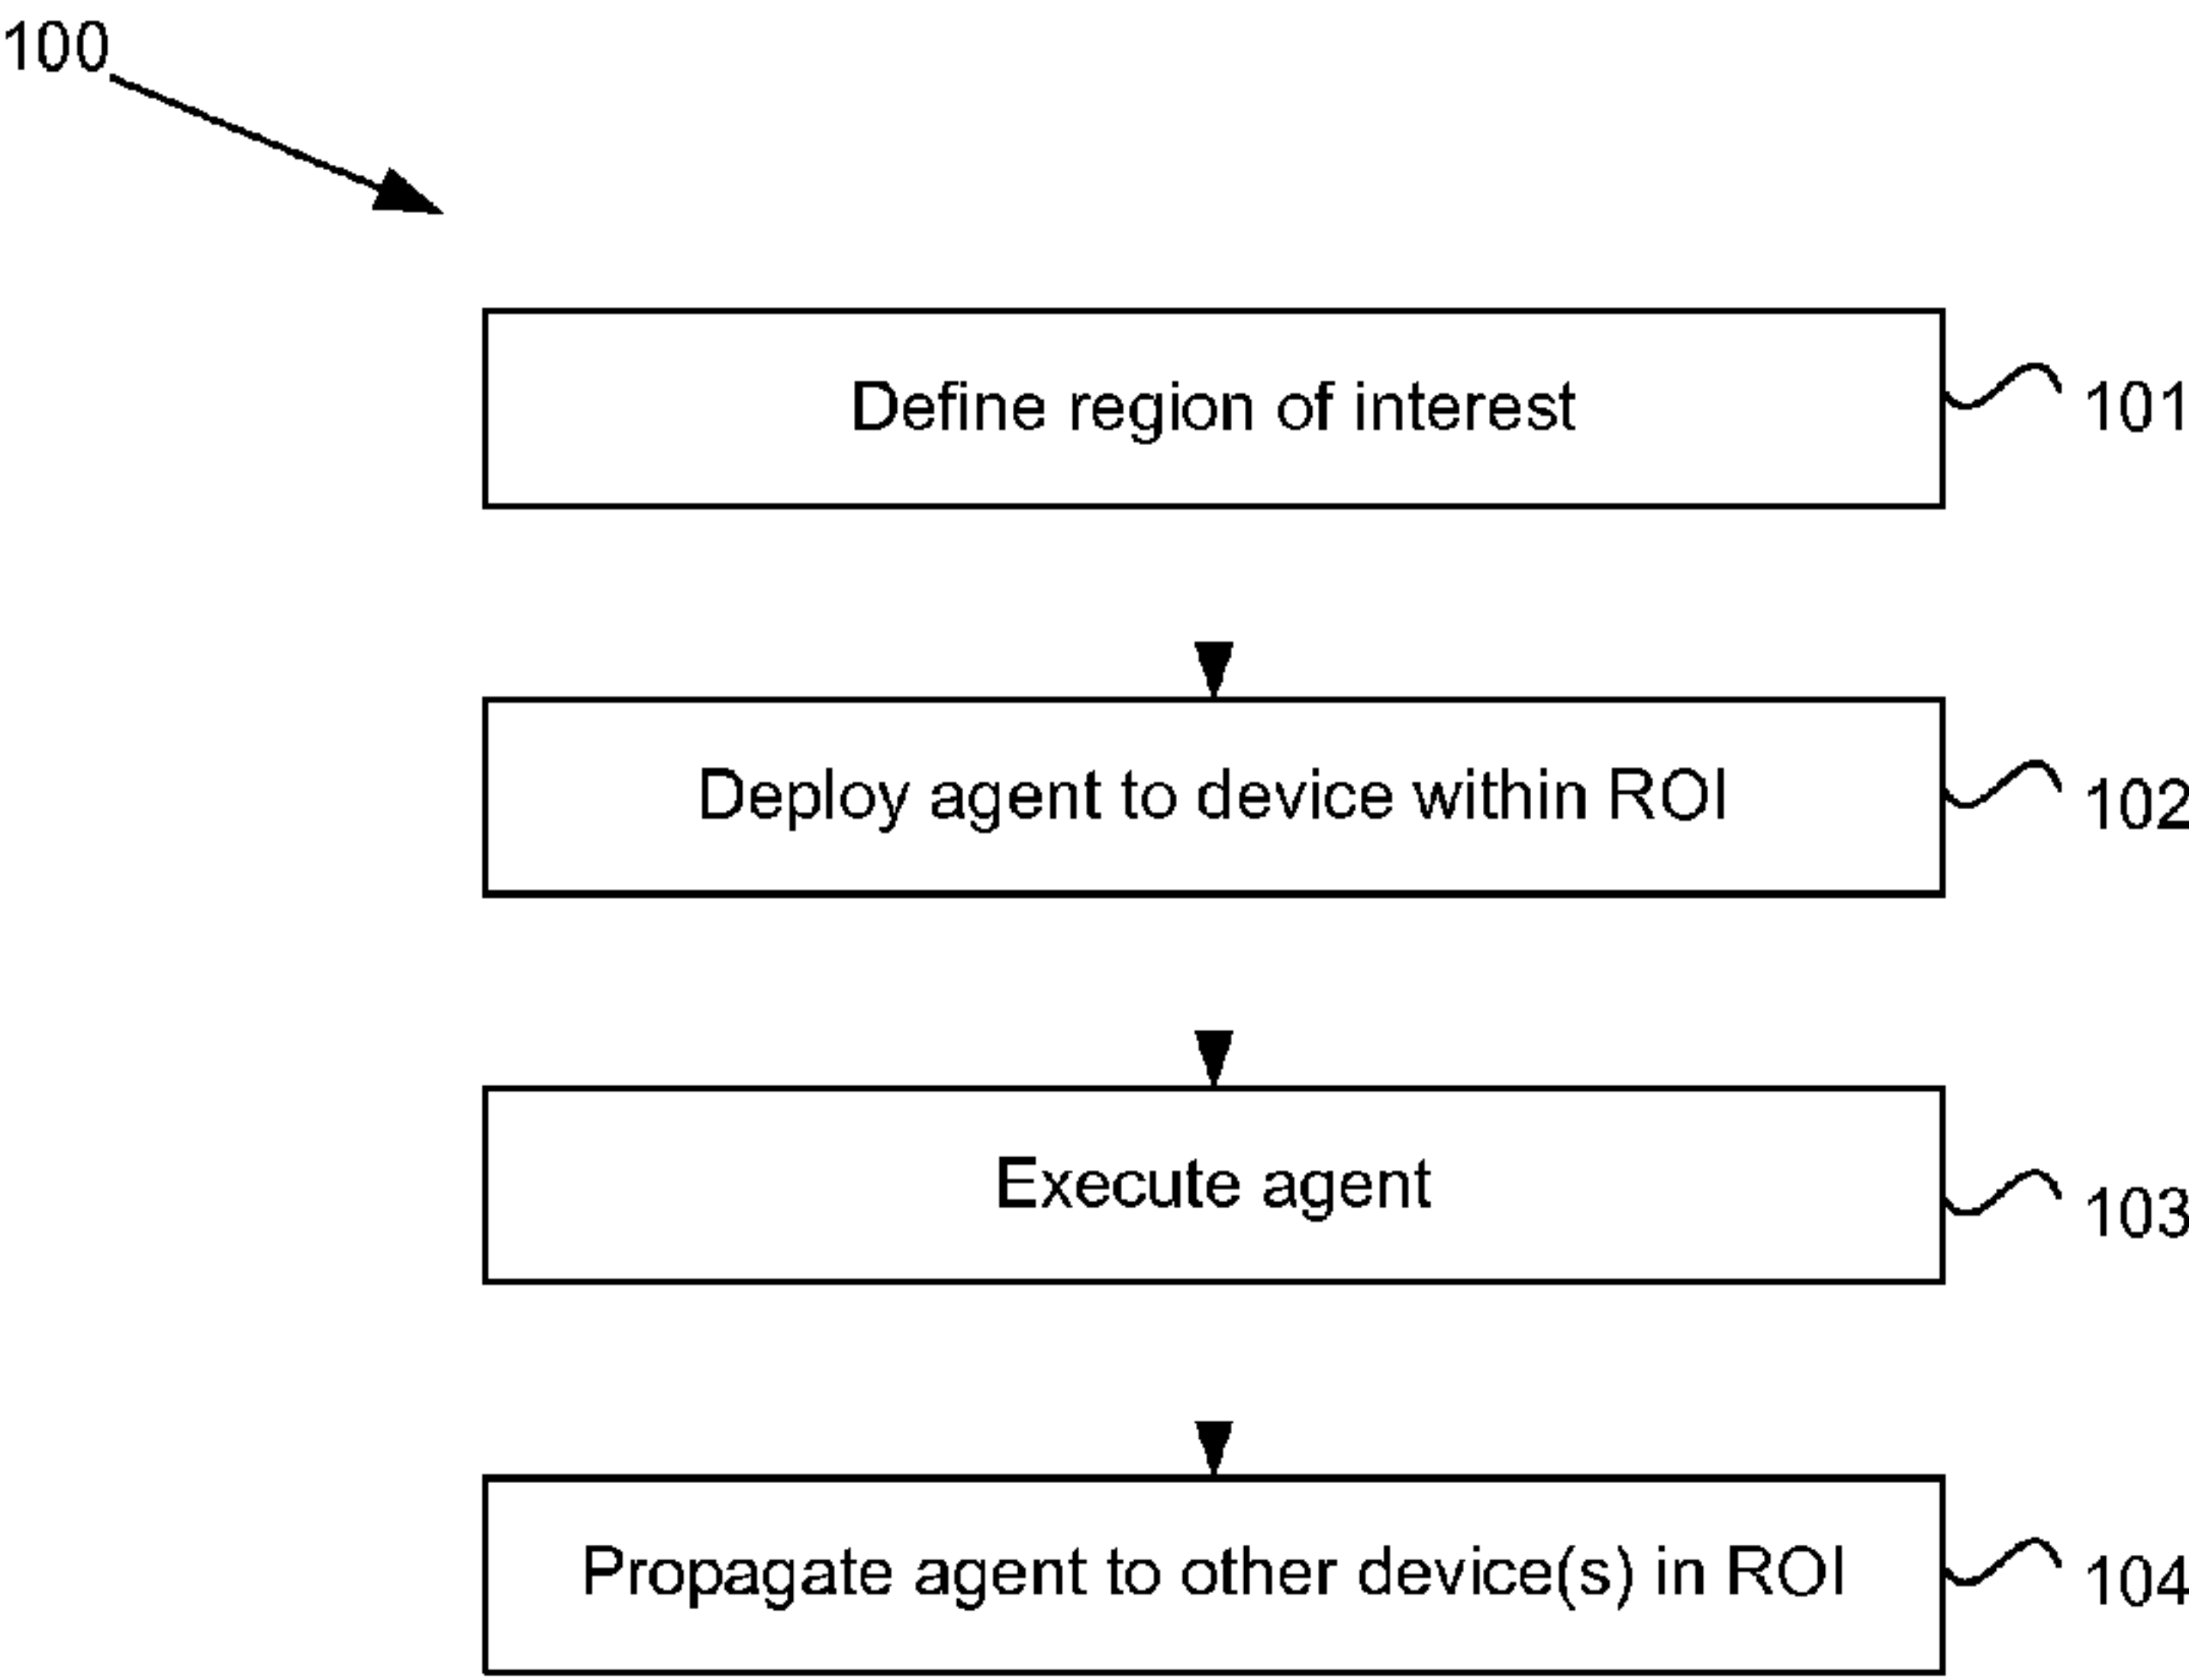 100
Define region of interest
101
Deploy agent to device within ROI
102
Execute agent
103
Propagate agent to other device(s) in ROI
104